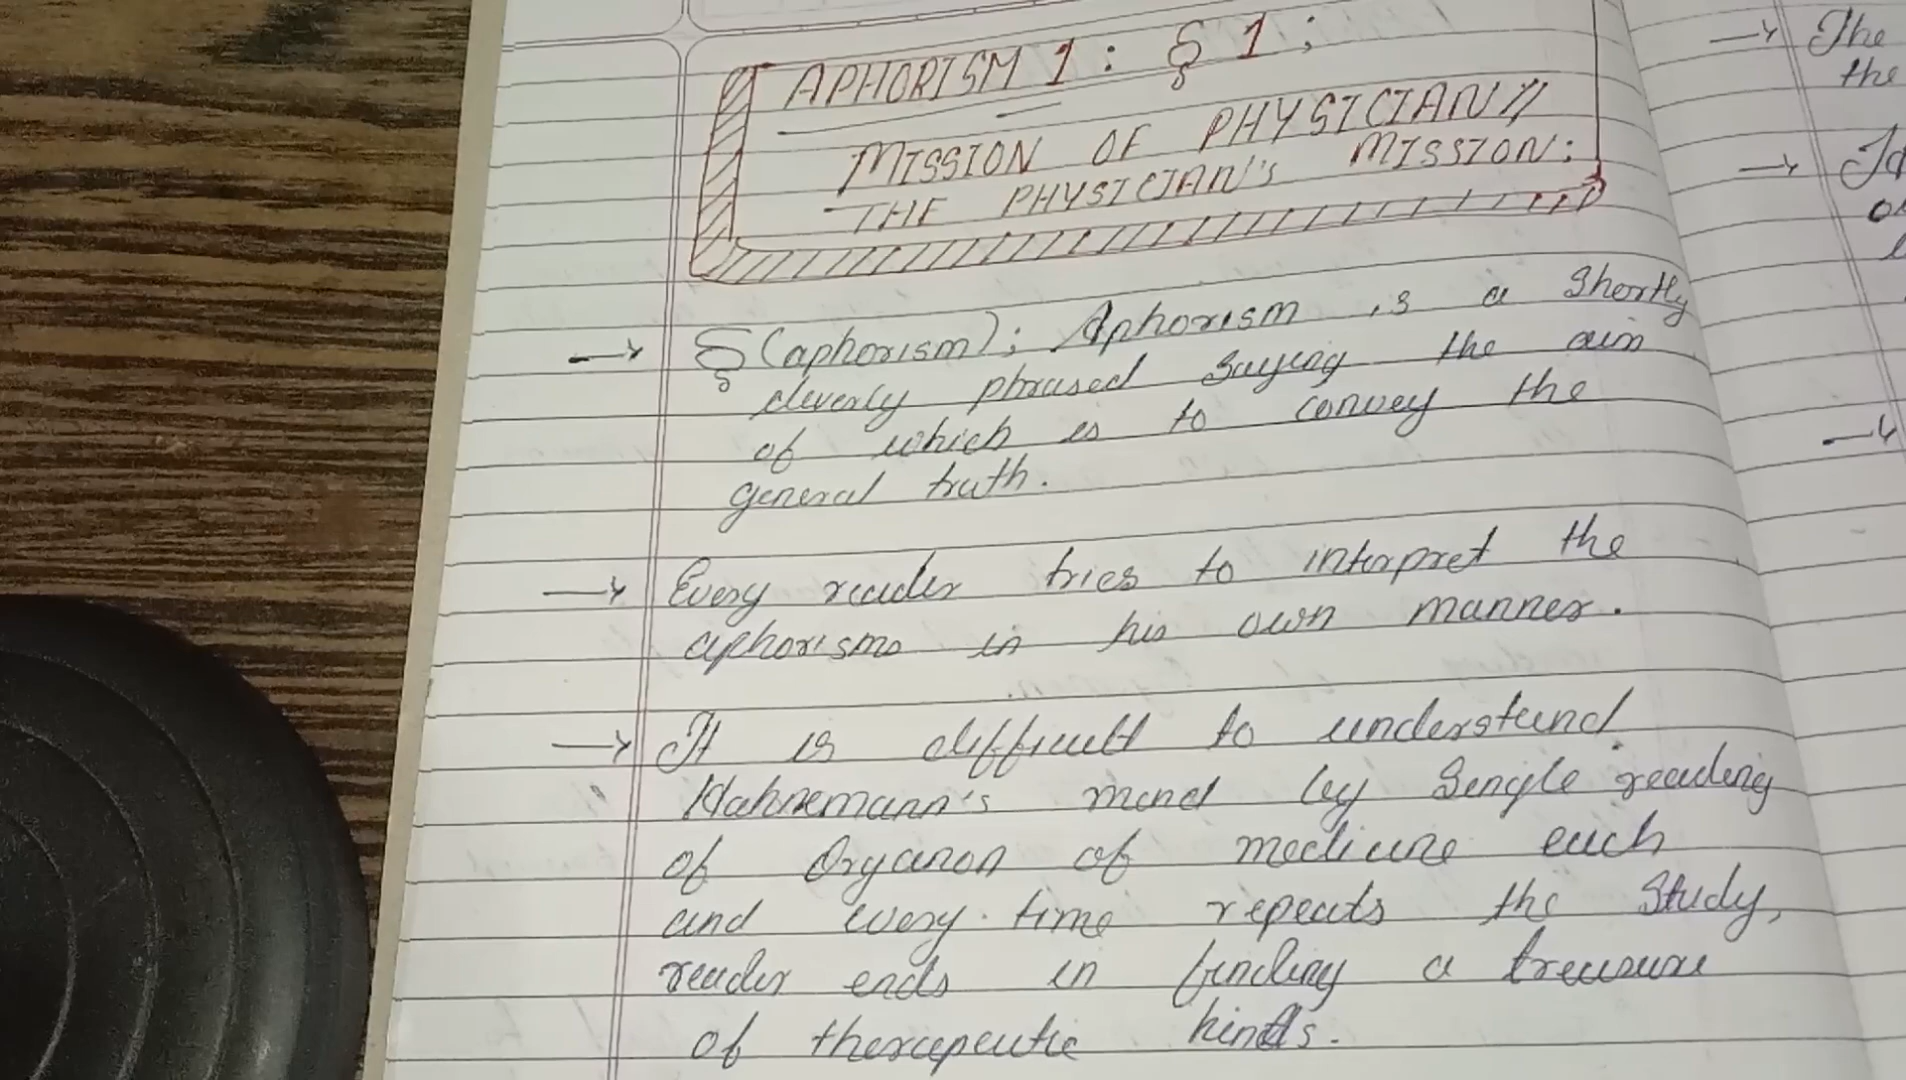 APHORISM 1 : § 1 ;
MISSION OF PHYSICIAN //
THE PHYSICIAN's MISSION :
→ § (aphorism) ; Aphorism is a shortly
cleverly phrased saying the aim
of which is to convey the
general truth.
→ Every reader tries to interpret the
aphorisms in his own manner.
→ It is difficult to understand
Hahnemann's mind by single reading
of Organon of medicine each
and every time repeats the study,
reader ends in finding a treasure
of therapeutic hints.
→ The
the
→
→